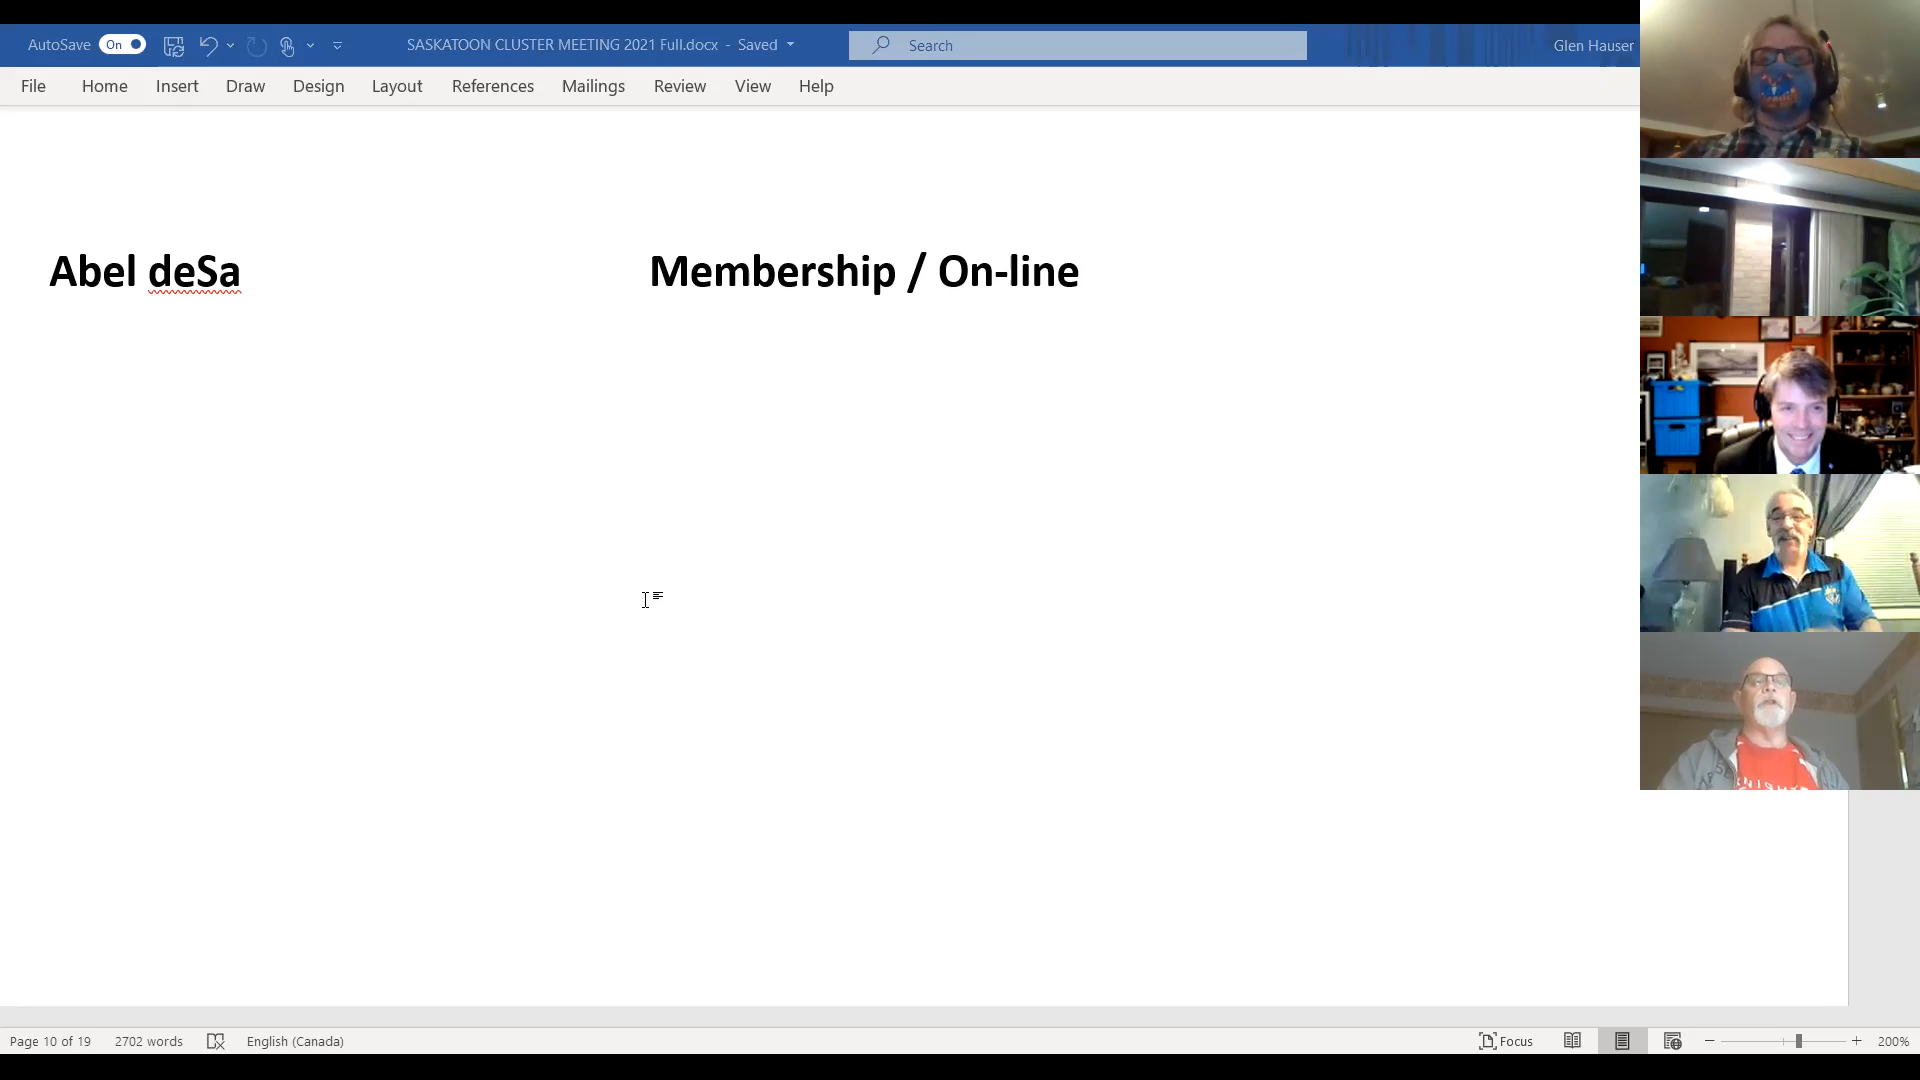 AutoSave On SASKATOON CLUSTER MEETING 2021 Full.docx - Saved Search Glen Hauser
File Home Insert Draw Design Layout References Mailings Review View Help
Abel deSa Membership / On-line
Page 10 of 19 2702 words English (Canada) Focus 200%